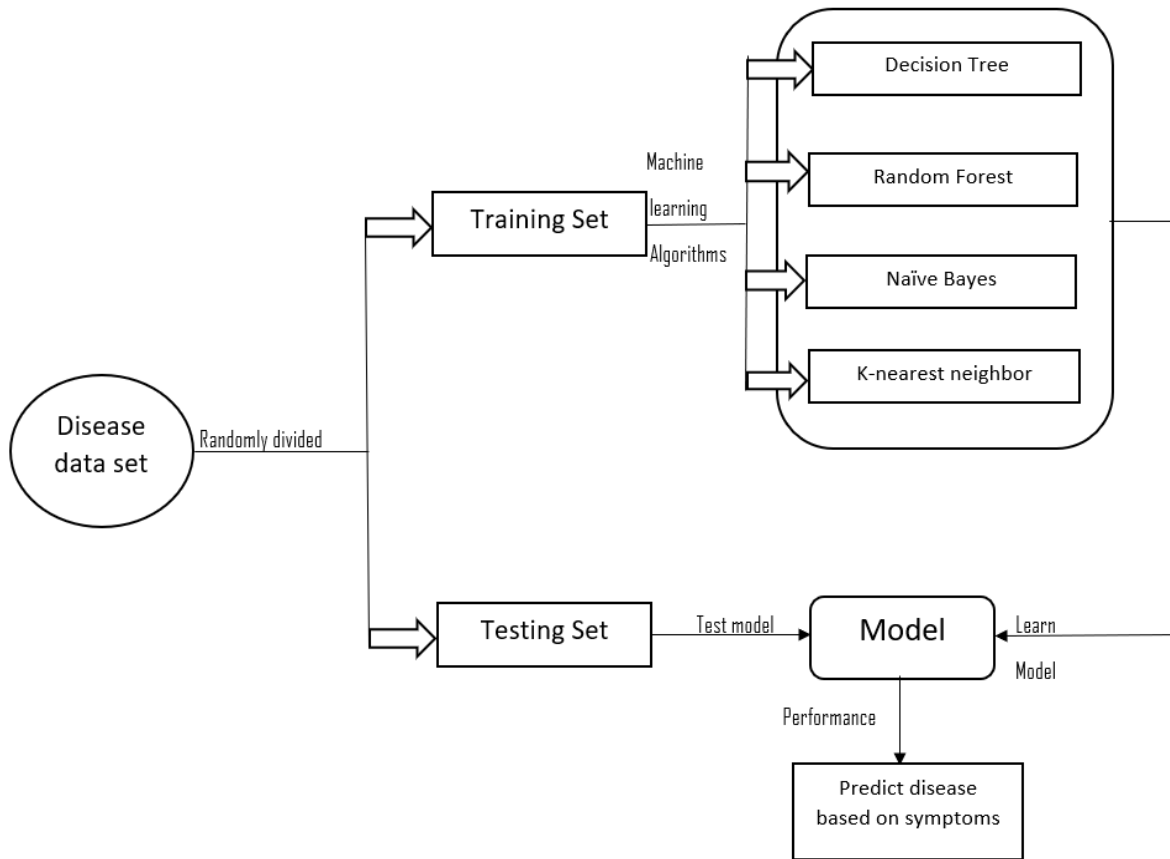 Decision Tree
Machine
Random Forest
Training Set
learning
Algorithms
Naïve Bayes
K-nearest neighbor
Disease
data set
Randomly divided
Testing Set
Test model
Model
Learn
Model
Performance
Predict disease
based on symptoms